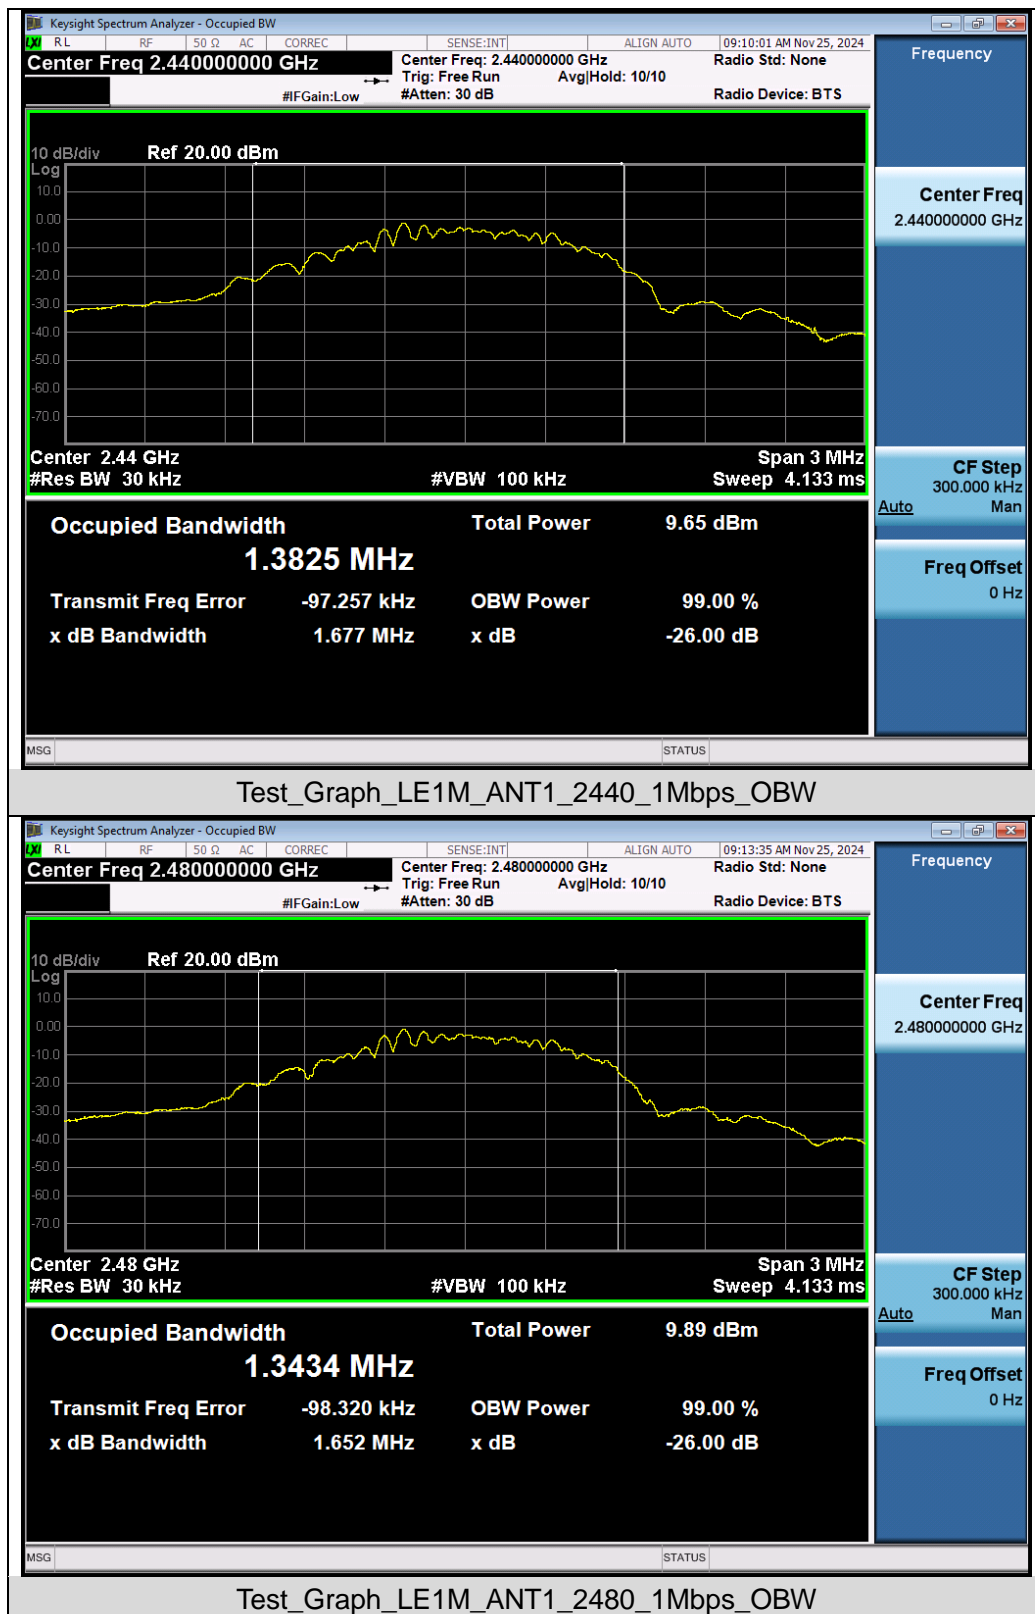 Keysight Spectrum Analyzer - Occupied BW
LXI RL RF 50 Ω AC CORREC SENSE:INT ALIGN AUTO 09:10:01 AM Nov 25, 2024
Center Freq 2.440000000 GHz
Center Freq: 2.440000000 GHz Radio Std: None
Trig: Free Run Avg|Hold: 10/10
#IFGain:Low #Atten: 30 dB Radio Device: BTS
Frequency
10 dB/div Ref 20.00 dBm
Log
10.0
0.00
-10.0
-20.0
-30.0
-40.0
-50.0
-60.0
-70.0
Center Freq
2.440000000 GHz
Center 2.44 GHz Span 3 MHz
#Res BW 30 kHz #VBW 100 kHz Sweep 4.133 ms
CF Step
300.000 kHz
Auto Man
Occupied Bandwidth Total Power 9.65 dBm
1.3825 MHz
Transmit Freq Error -97.257 kHz OBW Power 99.00 %
x dB Bandwidth 1.677 MHz x dB -26.00 dB
Freq Offset
0 Hz
MSG STATUS
Test_Graph_LE1M_ANT1_2440_1Mbps_OBW
Keysight Spectrum Analyzer - Occupied BW
LXI RL RF 50 Ω AC CORREC SENSE:INT ALIGN AUTO 09:13:35 AM Nov 25, 2024
Center Freq 2.480000000 GHz
Center Freq: 2.480000000 GHz Radio Std: None
Trig: Free Run Avg|Hold: 10/10
#IFGain:Low #Atten: 30 dB Radio Device: BTS
Frequency
10 dB/div Ref 20.00 dBm
Log
10.0
0.00
-10.0
-20.0
-30.0
-40.0
-50.0
-60.0
-70.0
Center Freq
2.480000000 GHz
Center 2.48 GHz Span 3 MHz
#Res BW 30 kHz #VBW 100 kHz Sweep 4.133 ms
CF Step
300.000 kHz
Auto Man
Occupied Bandwidth Total Power 9.89 dBm
1.3434 MHz
Transmit Freq Error -98.320 kHz OBW Power 99.00 %
x dB Bandwidth 1.652 MHz x dB -26.00 dB
Freq Offset
0 Hz
MSG STATUS
Test_Graph_LE1M_ANT1_2480_1Mbps_OBW